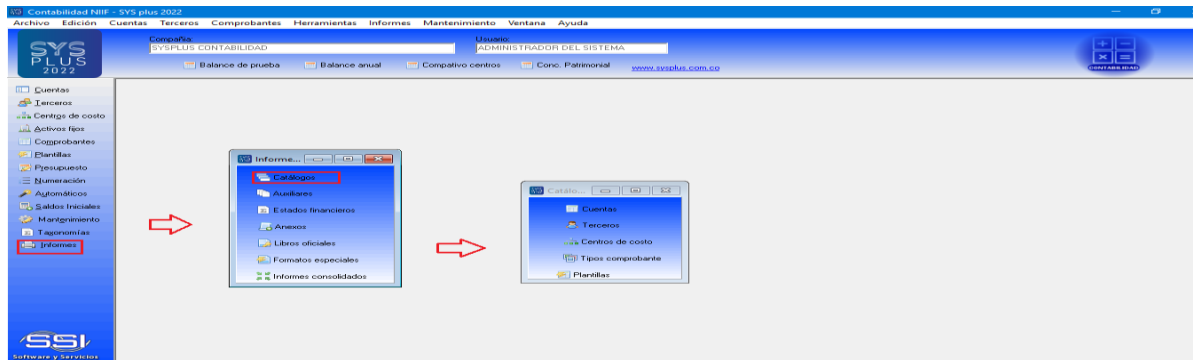 Contabilidad NIIF - SYS plus 2022
Archivo Edición Cuentas Terceros Comprobantes Herramientas Informes Mantenimiento Ventana Ayuda
SYS
PLUS
2022
Compañia:
SYSPLUS CONTABILIDAD
Usuario:
ADMINISTRADOR DEL SISTEMA
Balance de prueba Balance anual Compativo centros Conc. Patrimonial www.sysplus.com.co
CONTABILIDAD
Cuentas
Terceros
Centros de costo
Activos fijos
Comprobantes
Plantillas
Presupuesto
Numeración
Automáticos
Saldos Iniciales
Mantenimiento
Taxonomías
Informes
SSI
Software y Servicios
Informe...
Catálogos
Auxiliares
Estados financieros
Anexos
Libros oficiales
Formatos especiales
Informes consolidados
Catálo...
Cuentas
Terceros
Centros de costo
Tipos comprobante
Plantillas